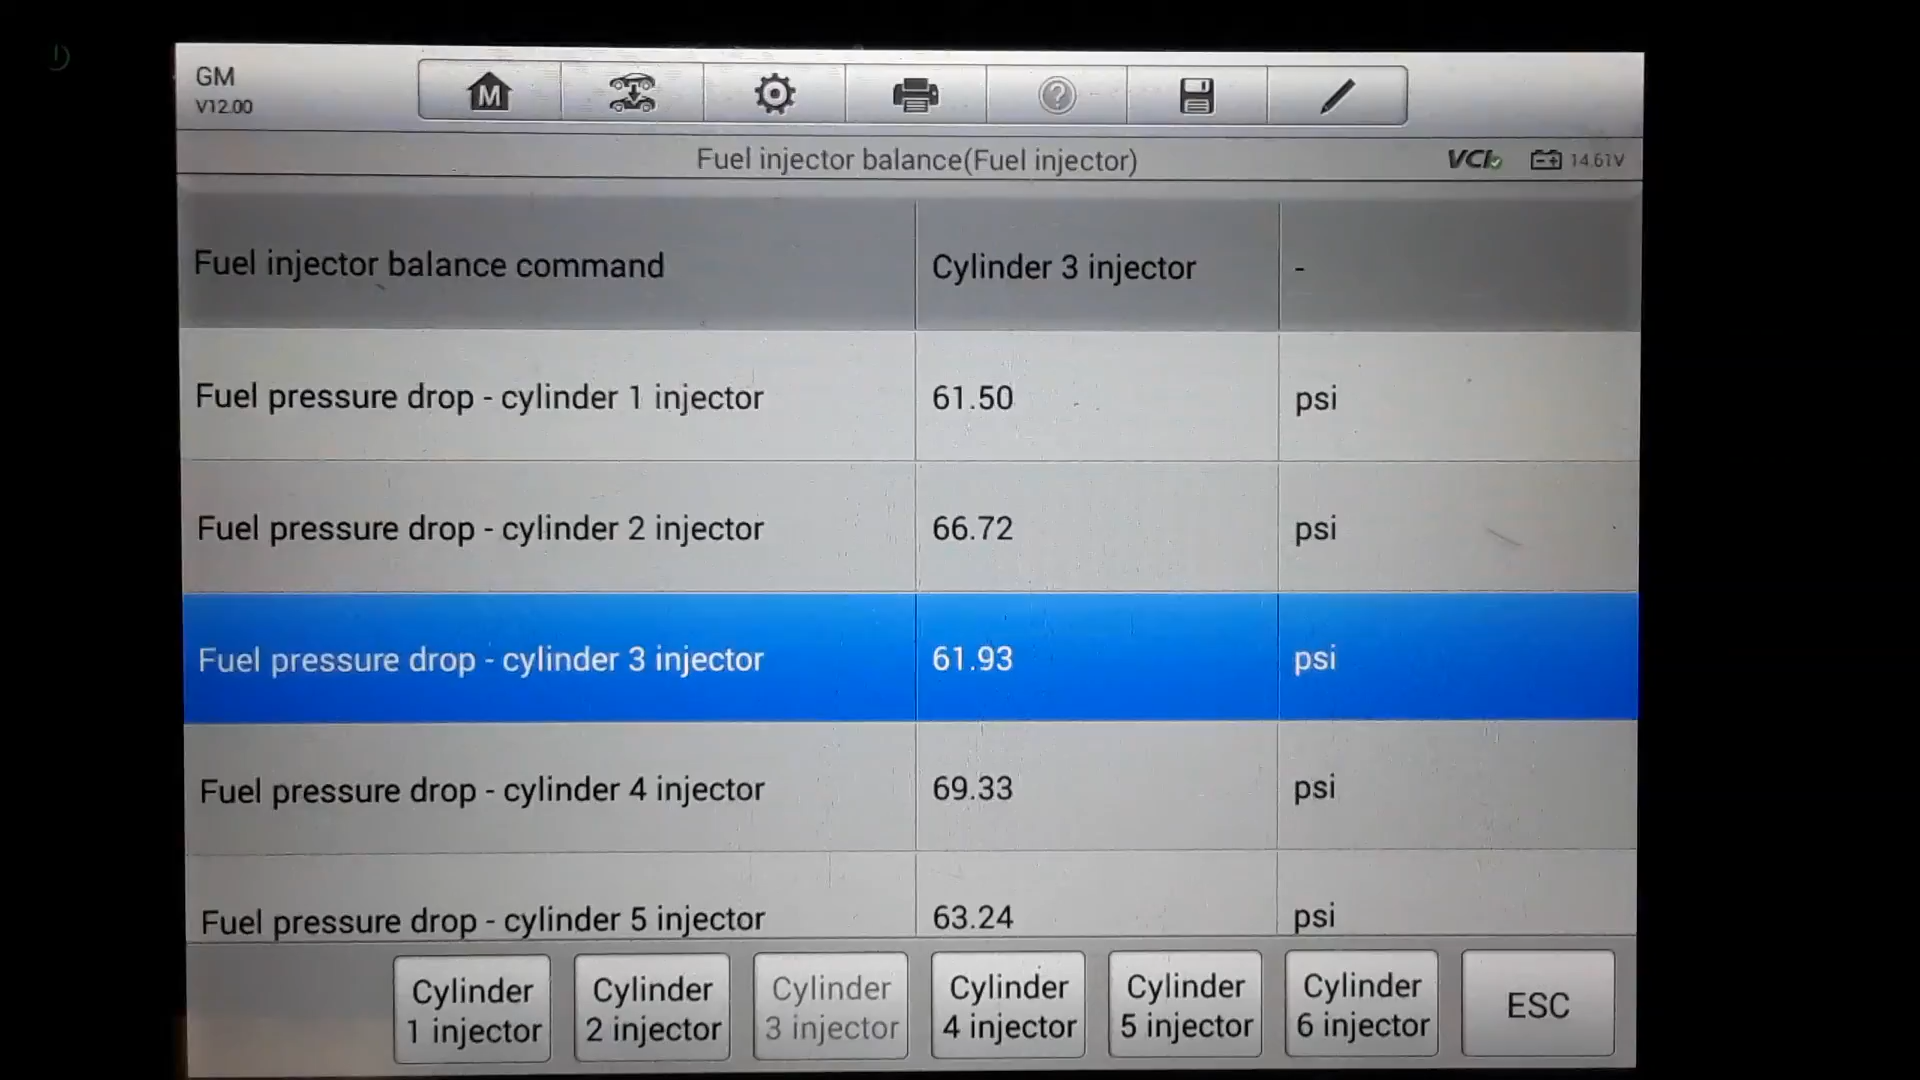 GM
V12.00
M
?
Fuel injector balance(Fuel injector)
VCI
14.61V
Fuel injector balance command
Cylinder 3 injector
-
Fuel pressure drop - cylinder 1 injector
61.50
psi
Fuel pressure drop - cylinder 2 injector
66.72
psi
Fuel pressure drop - cylinder 3 injector
61.93
psi
Fuel pressure drop - cylinder 4 injector
69.33
psi
Fuel pressure drop - cylinder 5 injector
63.24
psi
Cylinder
1 injector
Cylinder
2 injector
Cylinder
3 injector
Cylinder
4 injector
Cylinder
5 injector
Cylinder
6 injector
ESC